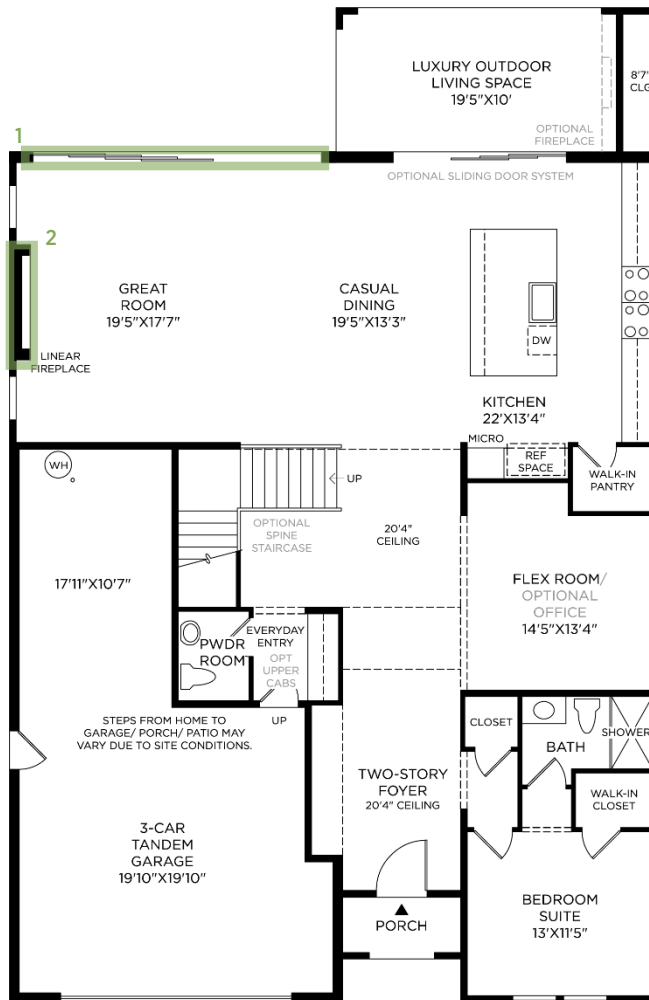 LUXURY OUTDOOR
LIVING SPACE
19'5"X10'
8'7"
CLG
OPTIONAL
FIREPLACE
1
OPTIONAL SLIDING DOOR SYSTEM
2
GREAT
ROOM
19'5"X17'7"
CASUAL
DINING
19'5"X13'3"
DW
LINEAR
FIREPLACE
KITCHEN
22'X13'4"
MICRO
REF
SPACE
WALK-IN
PANTRY
WH
UP
OPTIONAL
SPINE
STAIRCASE
20'4"
CEILING
17'11"X10'7"
FLEX ROOM/
OPTIONAL
OFFICE
14'5"X13'4"
PWDR
ROOM
EVERYDAY
ENTRY
OPT
UPPER
CABS
UP
STEPS FROM HOME TO
GARAGE/ PORCH/ PATIO MAY
VARY DUE TO SITE CONDITIONS.
CLOSET
BATH
SHOWER
TWO-STORY
FOYER
20'4" CEILING
WALK-IN
CLOSET
3-CAR
TANDEM
GARAGE
19'10"X19'10"
PORCH
BEDROOM
SUITE
13'X11'5"